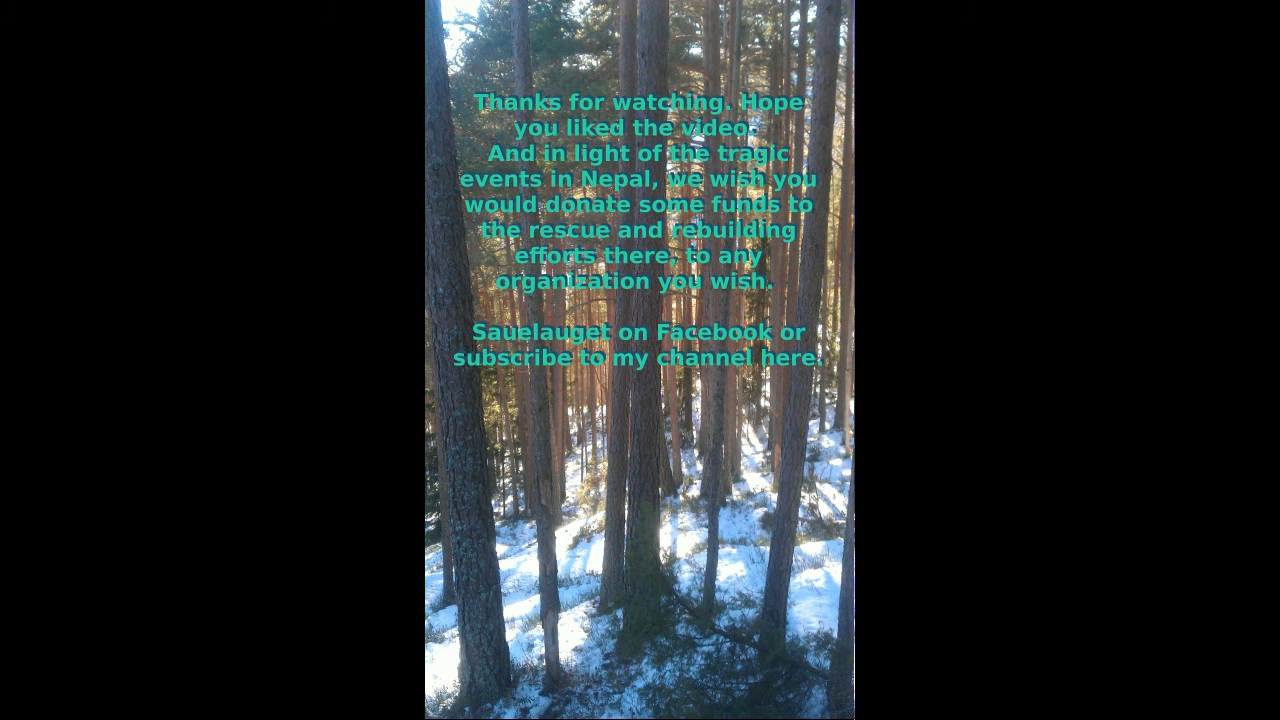 Thanks for watching. Hope
you liked the video.
And in light of the tragic
events in Nepal, we wish you
would donate some funds to
the rescue and rebuilding
efforts there, to any
organization you wish.
Sauelauget on Facebook or
subscribe to my channel here.